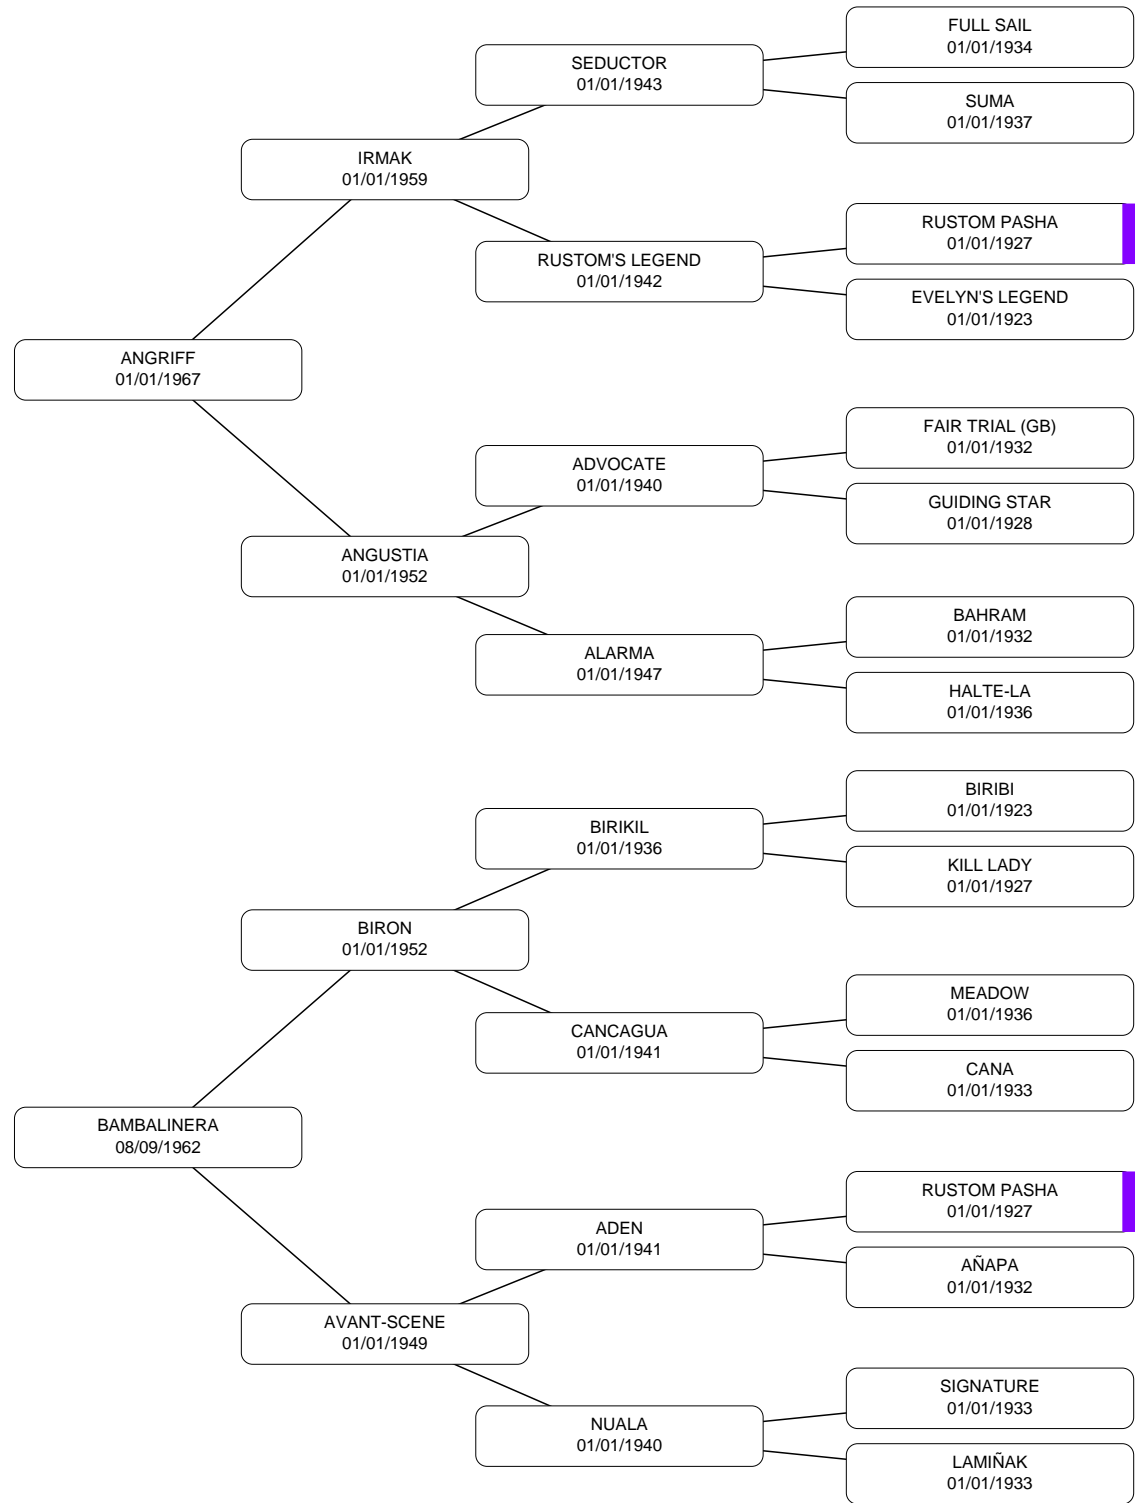 FULL SAIL
01/01/1934
SEDUCTOR
01/01/1943
SUMA
01/01/1937
IRMAK
01/01/1959
RUSTOM PASHA
01/01/1927
RUSTOM'S LEGEND
01/01/1942
EVELYN'S LEGEND
01/01/1923
ANGRIFF
01/01/1967
FAIR TRIAL (GB)
01/01/1932
ADVOCATE
01/01/1940
GUIDING STAR
01/01/1928
ANGUSTIA
01/01/1952
BAHRAM
01/01/1932
ALARMA
01/01/1947
HALTE-LA
01/01/1936
BIRIBI
01/01/1923
BIRIKIL
01/01/1936
KILL LADY
01/01/1927
BIRON
01/01/1952
MEADOW
01/01/1936
CANCAGUA
01/01/1941
CANA
01/01/1933
BAMBALINERA
08/09/1962
RUSTOM PASHA
01/01/1927
ADEN
01/01/1941
AÑAPA
01/01/1932
AVANT-SCENE
01/01/1949
SIGNATURE
01/01/1933
NUALA
01/01/1940
LAMIÑAK
01/01/1933